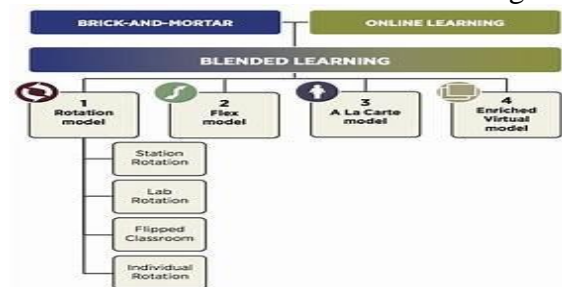 BRICK-AND-MORTAR
ONLINE LEARNING
BLENDED LEARNING
1
Rotation
model
2
Flex
model
3
A La Carte
model
4
Enriched
Virtual
model
Station
Rotation
Lab
Rotation
Flipped
Classroom
Individual
Rotation